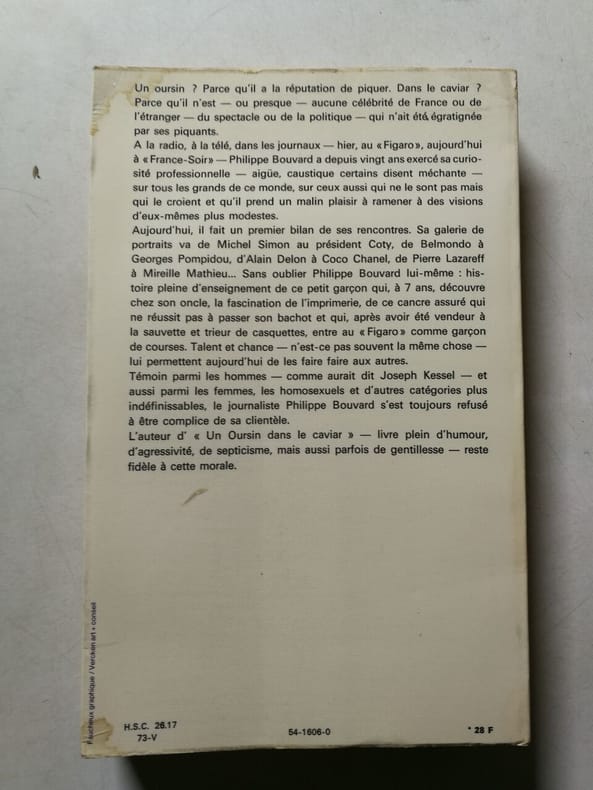 Un oursin ? Parce qu'il a la réputation de piquer. Dans le caviar ?
Parce qu'il n'est — ou presque — aucune célébrité de France ou de
l'étranger — du spectacle ou de la politique — qui n'ait été égratignée
par ses piquants.
A la radio, à la télé, dans les journaux — hier, au « Figaro », aujourd'hui
à « France-Soir » — Philippe Bouvard a depuis vingt ans exercé sa curio-
sité professionnelle — aigüe, caustique certains disent méchante —
sur tous les grands de ce monde, sur ceux aussi qui ne le sont pas mais
qui le croient et qu'il prend un malin plaisir à ramener à des visions
d'eux-mêmes plus modestes.
Aujourd'hui, il fait un premier bilan de ses rencontres. Sa galerie de
portraits va de Michel Simon au président Coty, de Belmondo à
Georges Pompidou, d'Alain Delon à Coco Chanel, de Pierre Lazareff
à Mireille Mathieu... Sans oublier Philippe Bouvard lui-même : his-
toire pleine d'enseignement de ce petit garçon qui, à 7 ans, découvre
chez son oncle, la fascination de l'imprimerie, de ce cancre assuré qui
ne réussit pas à passer son bachot et qui, après avoir été vendeur à
la sauvette et trieur de casquettes, entre au « Figaro » comme garçon
de courses. Talent et chance — n'est-ce pas souvent la même chose —
lui permettent aujourd'hui de les faire faire aux autres.
Témoin parmi les hommes — comme aurait dit Joseph Kessel — et
aussi parmi les femmes, les homosexuels et d'autres catégories plus
indéfinissables, le journaliste Philippe Bouvard s'est toujours refusé
à être complice de sa clientèle.
L'auteur d' « Un Oursin dans le caviar » — livre plein d'humour,
d'agressivité, de septicisme, mais aussi parfois de gentillesse — reste
fidèle à cette morale.
Faucheux graphique / Verckenart + conseil
H.S.C. 26.17
73-V
54-1606-0
* 28 F